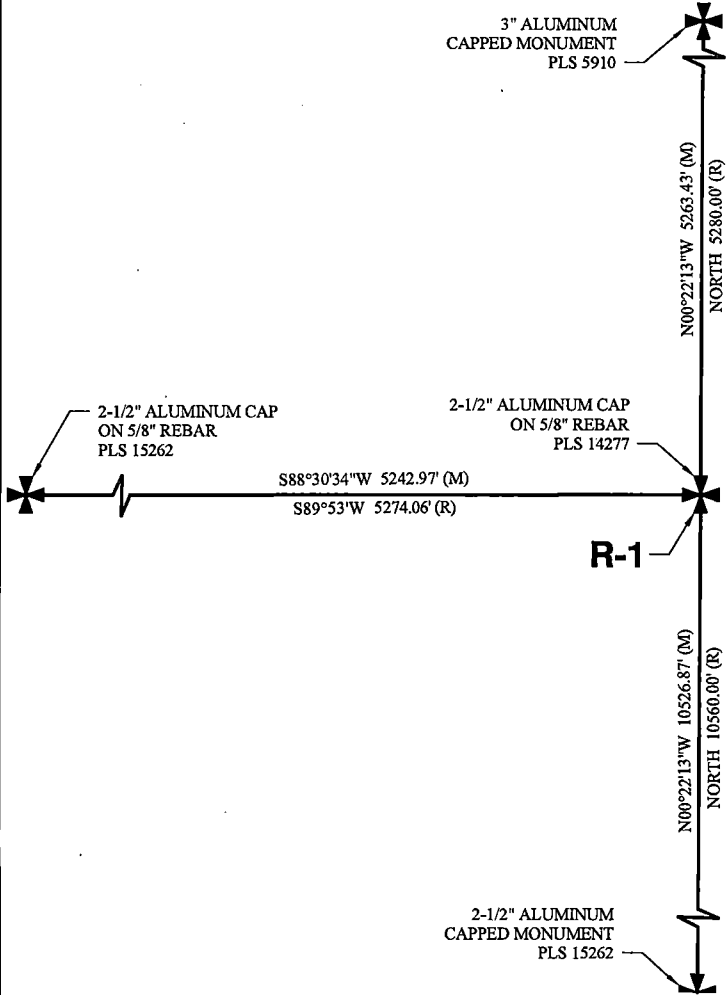 3" ALUMINUM
CAPPED MONUMENT
PLS 5910
N00°22'13"W 5263.43' (M)
NORTH 5280.00' (R)
2-1/2" ALUMINUM CAP
ON 5/8" REBAR
PLS 15262
2-1/2" ALUMINUM CAP
ON 5/8" REBAR
PLS 14277
S88°30'34"W 5242.97' (M)
S89°53'W 5274.06' (R)
R-1
N00°22'13"W 10526.87' (M)
NORTH 10560.00' (R)
2-1/2" ALUMINUM
CAPPED MONUMENT
PLS 15262